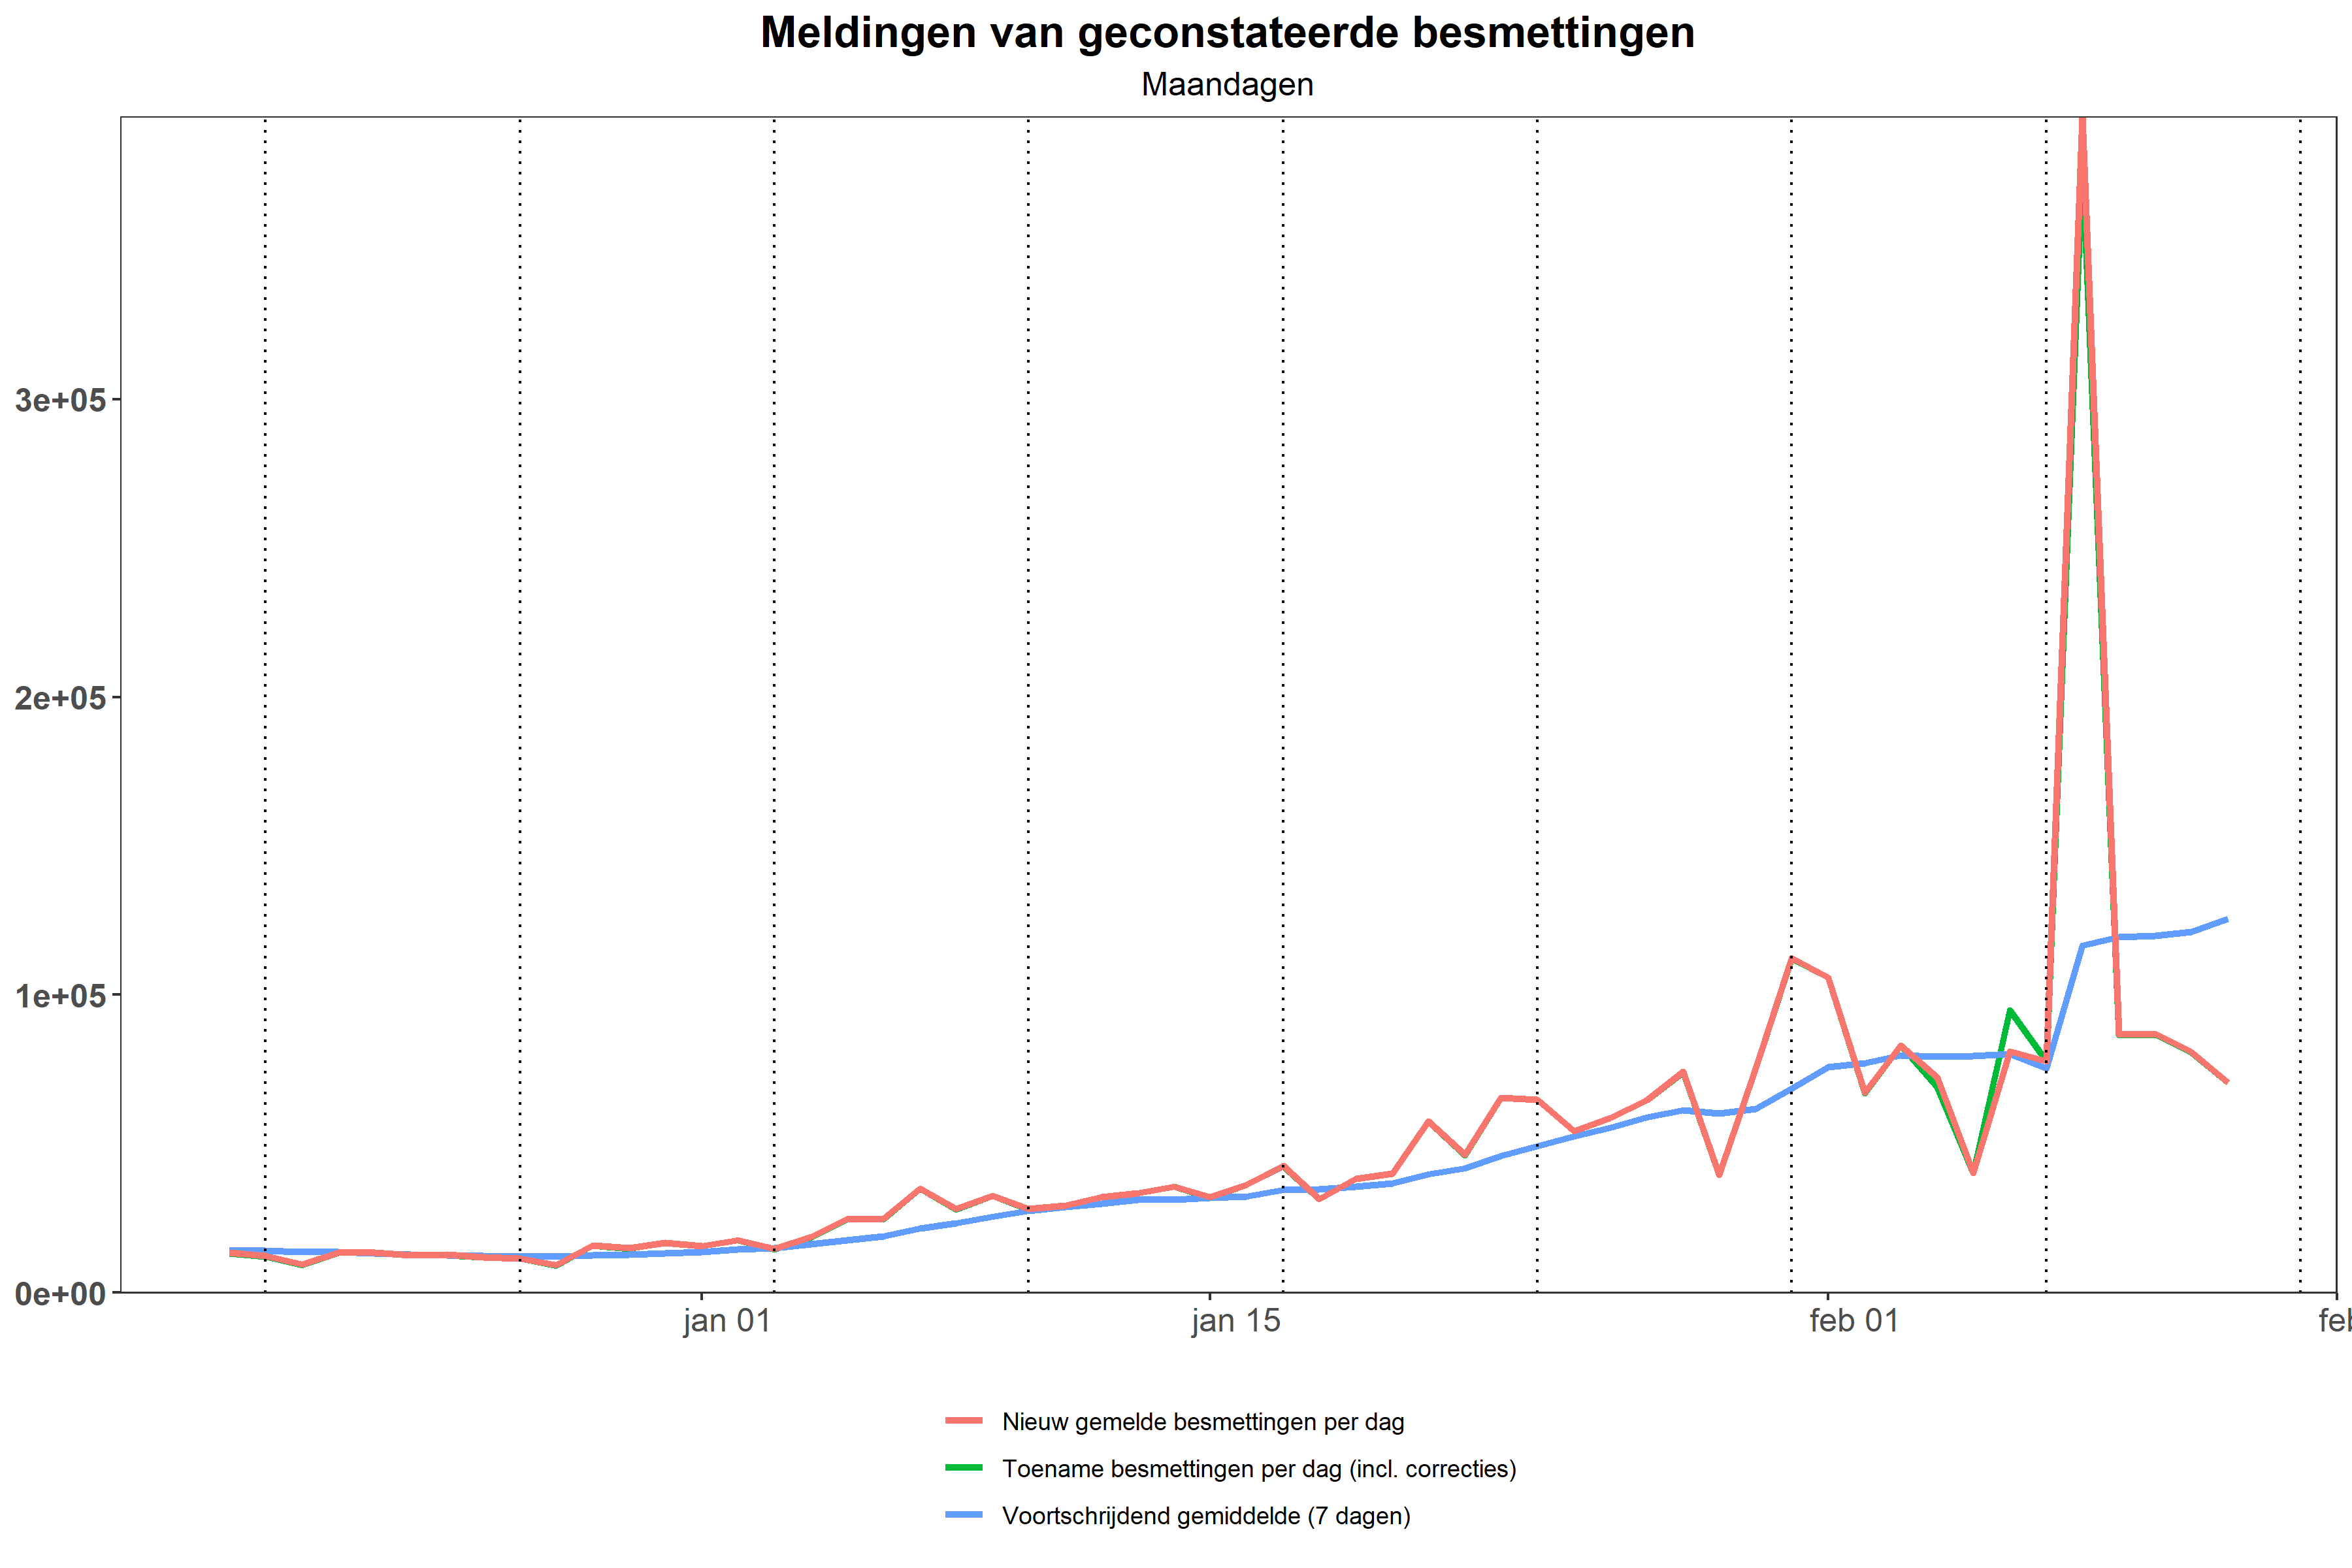 Meldingen van geconstateerde besmettingen
Maandagen
3e+05
2e+05
1e+05
0e+00
jan 01
jan 15
feb 01
feb
Nieuw gemelde besmettingen per dag
Toename besmettingen per dag (incl. correcties)
Voortschrijdend gemiddelde (7 dagen)